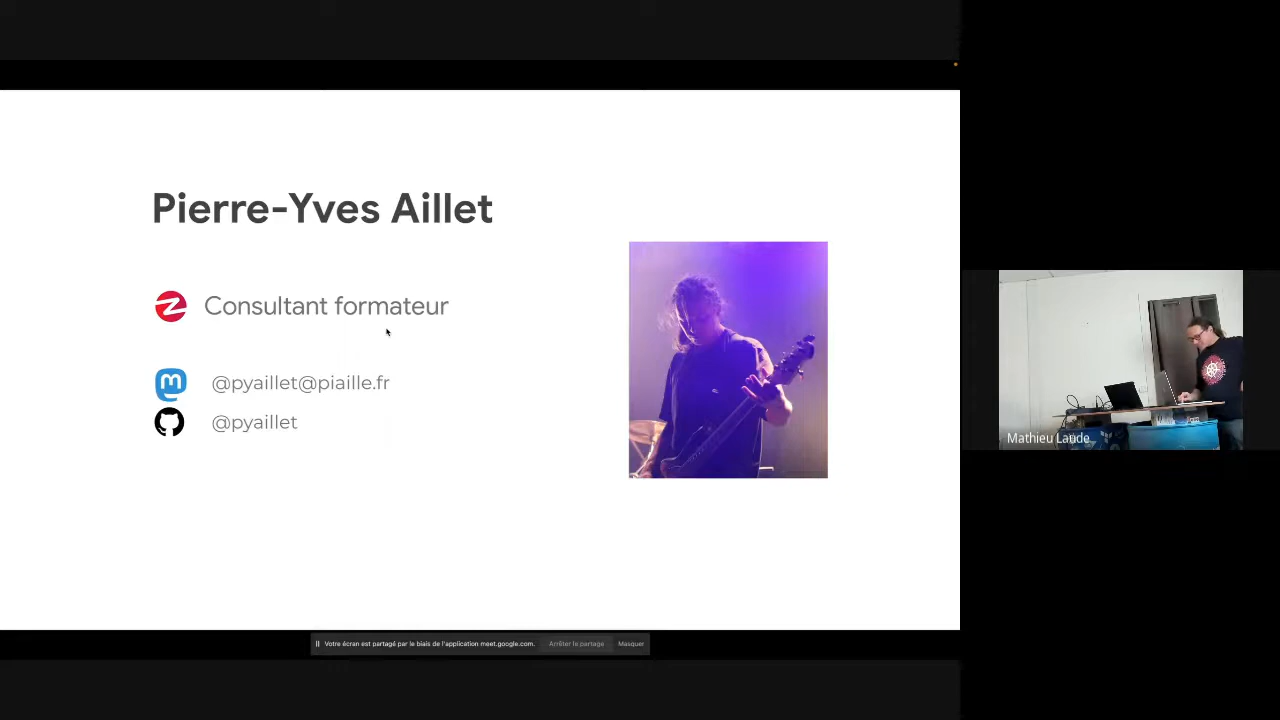 Pierre-Yves Aillet
Consultant formateur
@pyaillet@piaille.fr
@pyaillet
Mathieu Laude
Votre écran est partagé par le biais de l'application meet.google.com.
Arrêter le partage
Masquer